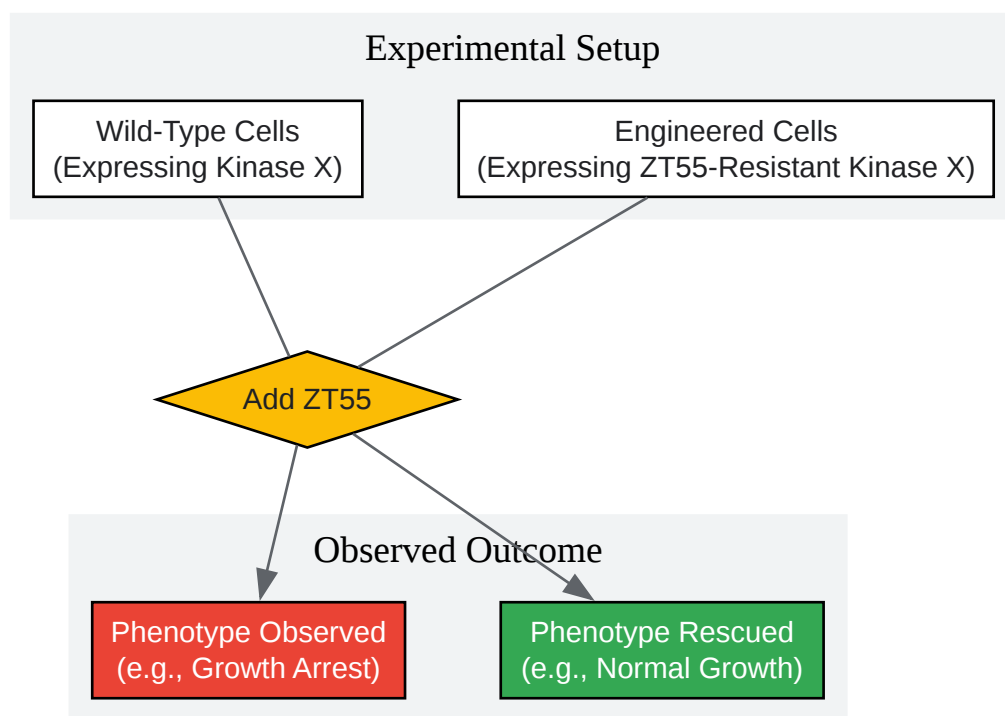 Experimental Setup
Wild-Type Cells
(Expressing Kinase X)
Engineered Cells
(Expressing ZT55-Resistant Kinase X)
Add ZT55
Observed Outcome
Phenotype Observed
(e.g., Growth Arrest)
Phenotype Rescued
(e.g., Normal Growth)